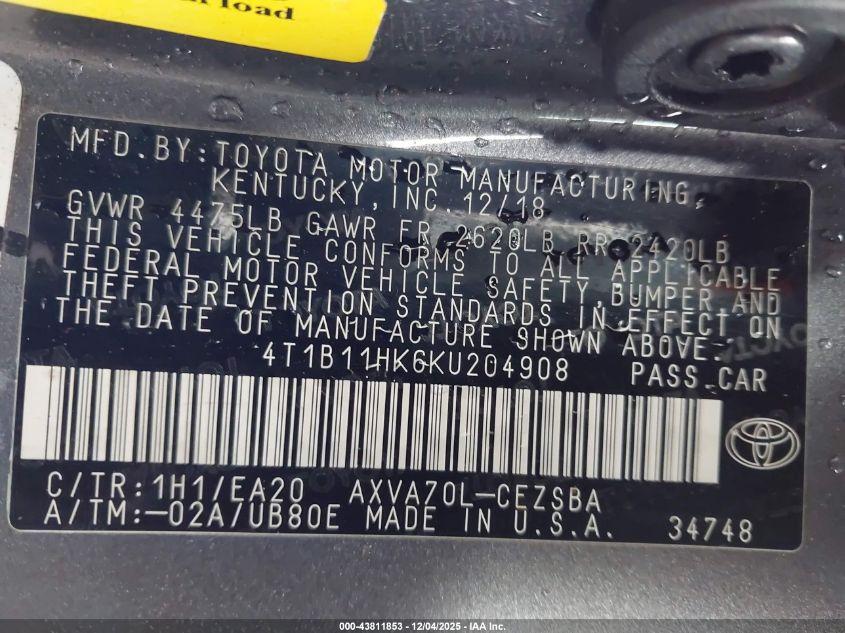 load
MFD.BY:TOYOTA MOTOR MANUFACTURING,
KENTUCKY, INC. 12/18
GVWR 4475LB GAWR FR 2620LB RR 2420LB
THIS VEHICLE CONFORMS TO ALL APPLICABLE
FEDERAL MOTOR VEHICLE SAFETY,BUMPER AND
THEFT PREVENTION STANDARDS IN EFFECT ON
THE DATE OF MANUFACTURE SHOWN ABOVE.
4T1B11HK6KU204908 PASS.CAR
C/TR:1H1/EA20 AXVA70L-CEZSBA
A/TM:-02A/UB80E MADE IN U.S.A. 34748
000-43811853 - 12/04/2025 - IAA Inc.